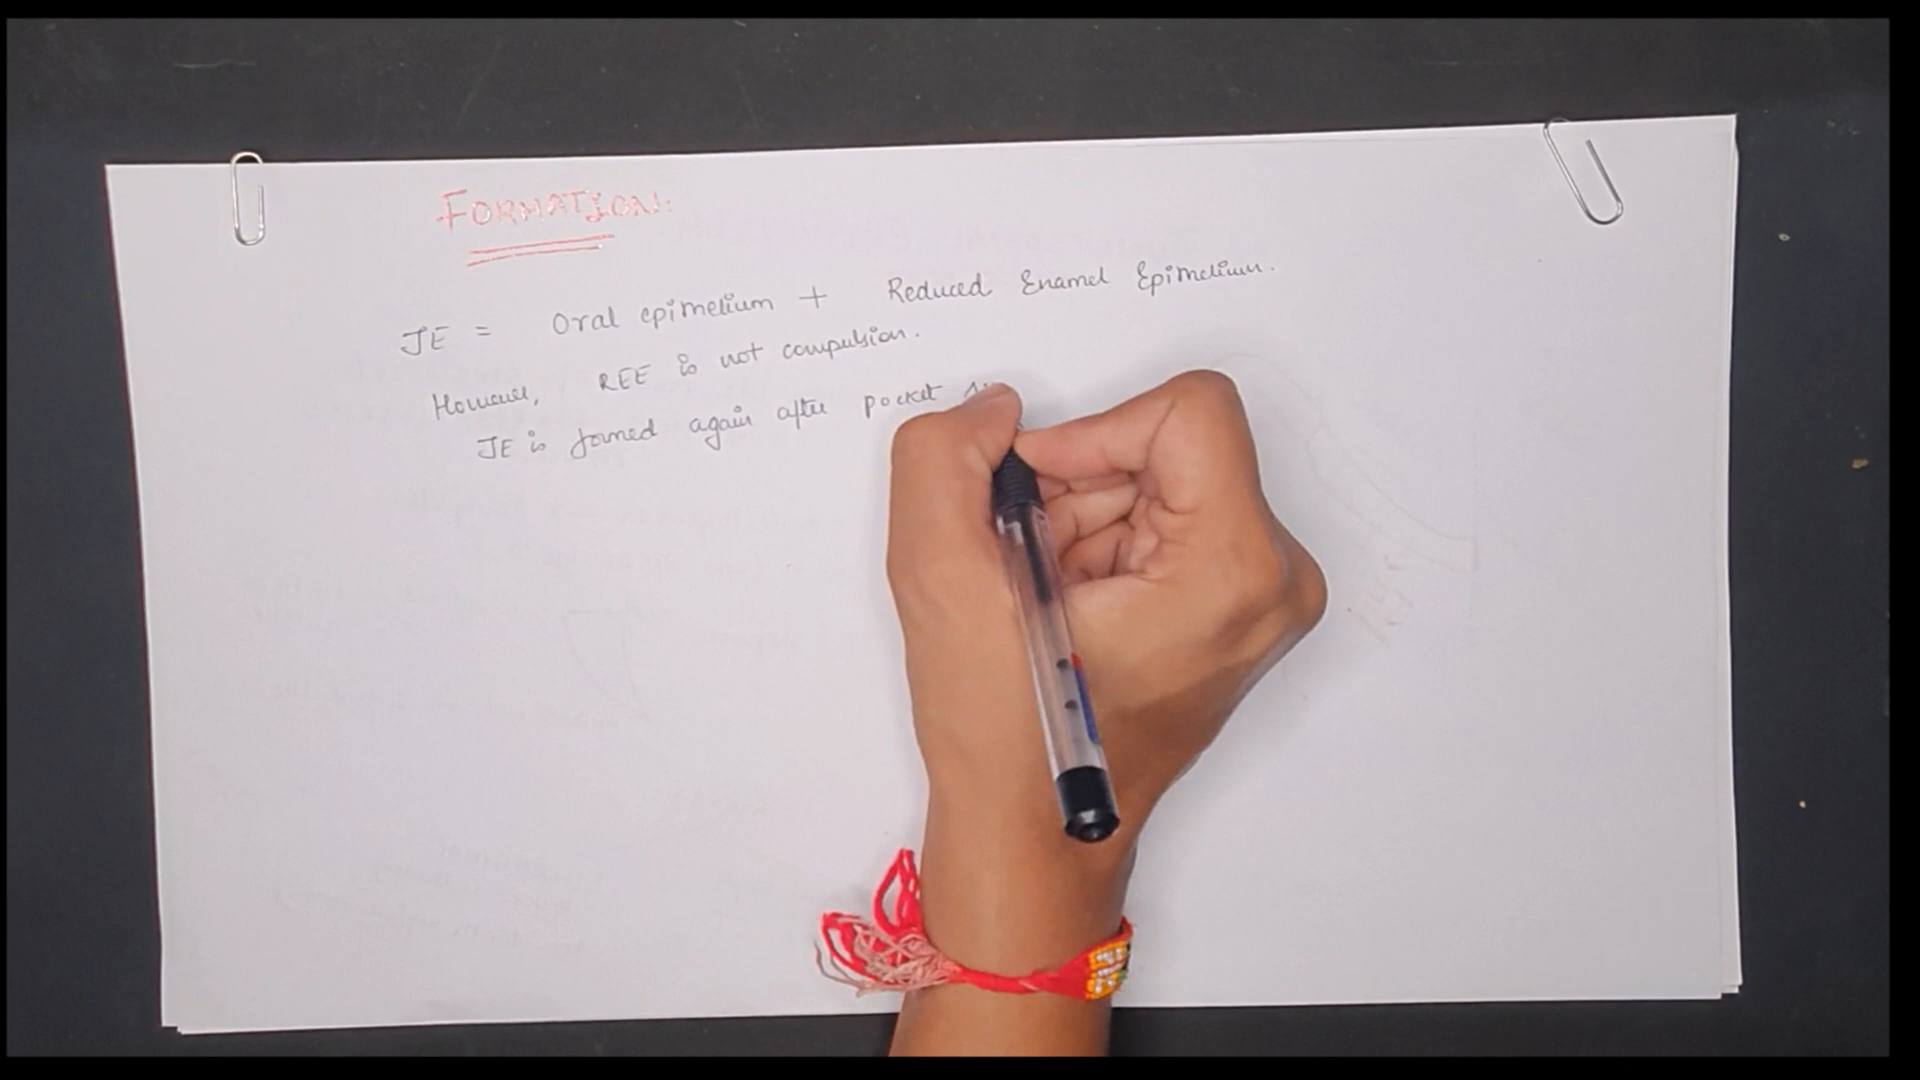 FORMATION:
JE = Oral epithelium + Reduced Enamel Epithelium.
However, REE is not compulsion.
JE is formed again after pocket